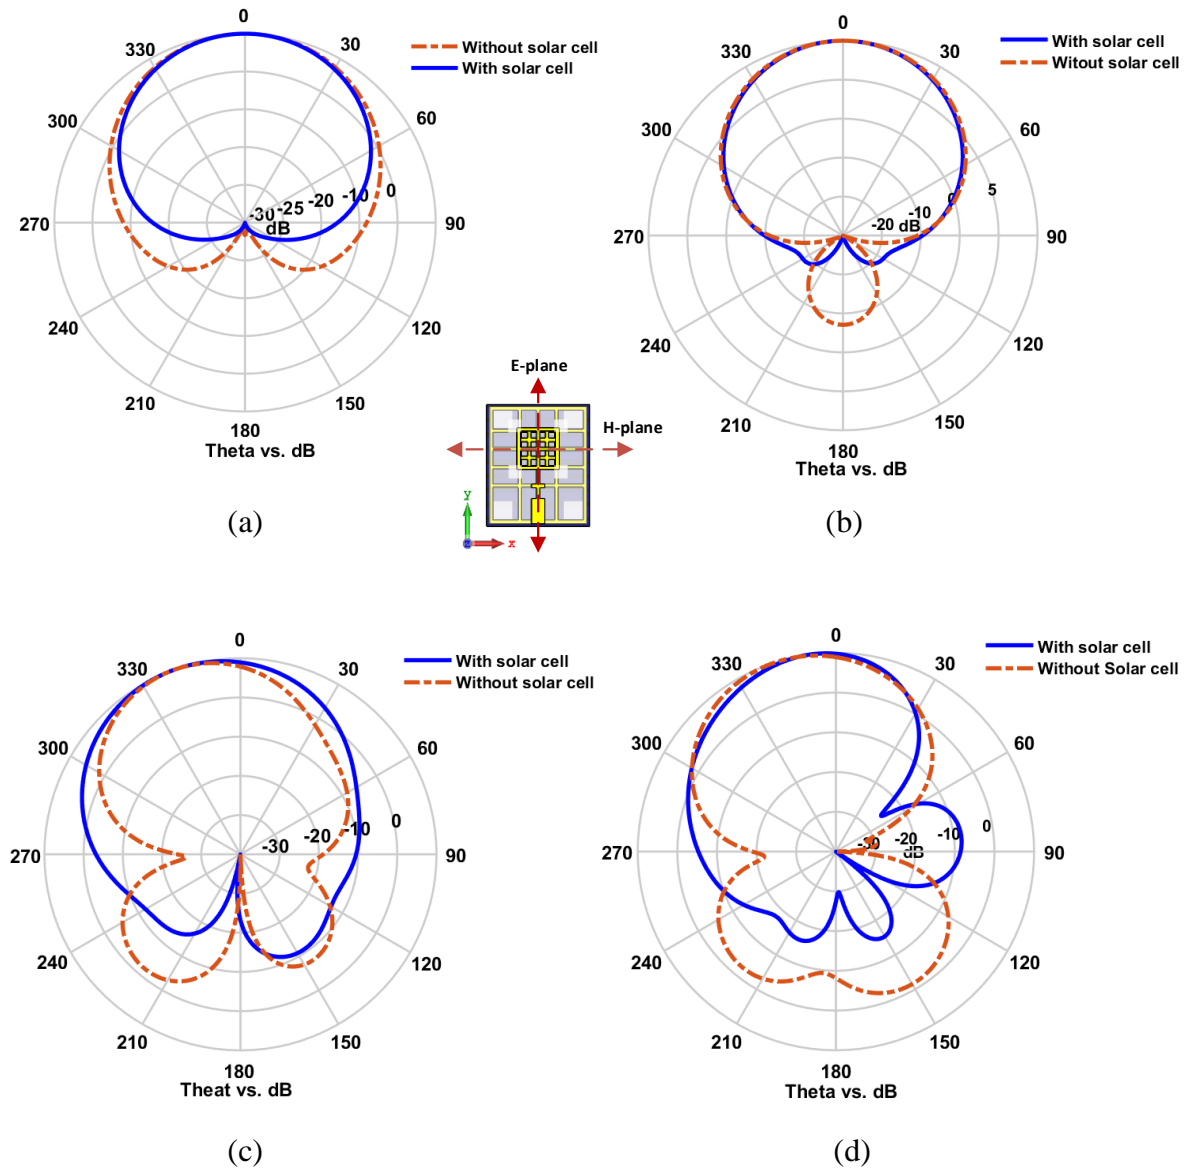 0
330
30
300
60
-30
-25
-20
-10
0
dB
270
90
240
120
210
150
180
Theta vs. dB
Without solar cell
With solar cell
(a)
0
330
30
300
60
-20
-10
0
5
dB
270
90
240
120
210
150
180
Theta vs. dB
With solar cell
Witout solar cell
(b)
E-plane
H-plane
y
x
0
330
30
300
60
-30
-20
-10
0
270
90
240
120
210
150
180
Theat vs. dB
With solar cell
Without solar cell
(c)
0
330
30
300
60
-30
-20
-10
0
dB
270
90
240
120
210
150
180
Theta vs. dB
With solar cell
Without Solar cell
(d)